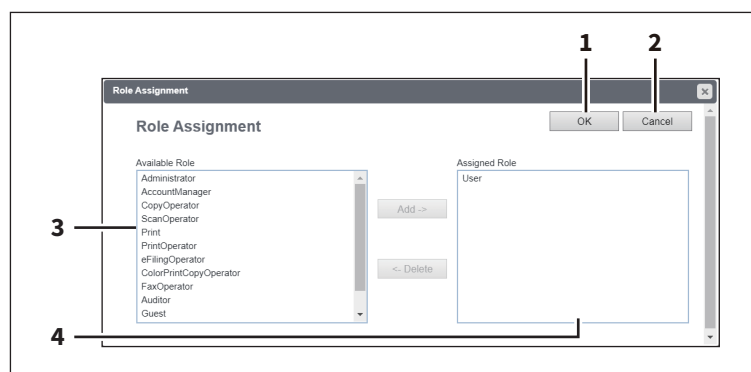 1 2
Role Assignment
Role Assignment
OK Cancel
Available Role
Assigned Role
Administrator
AccountManager
CopyOperator
ScanOperator
Print
PrintOperator
eFilingOperator
ColorPrintCopyOperator
FaxOperator
Auditor
Guest
Add ->
<- Delete
User
3
4